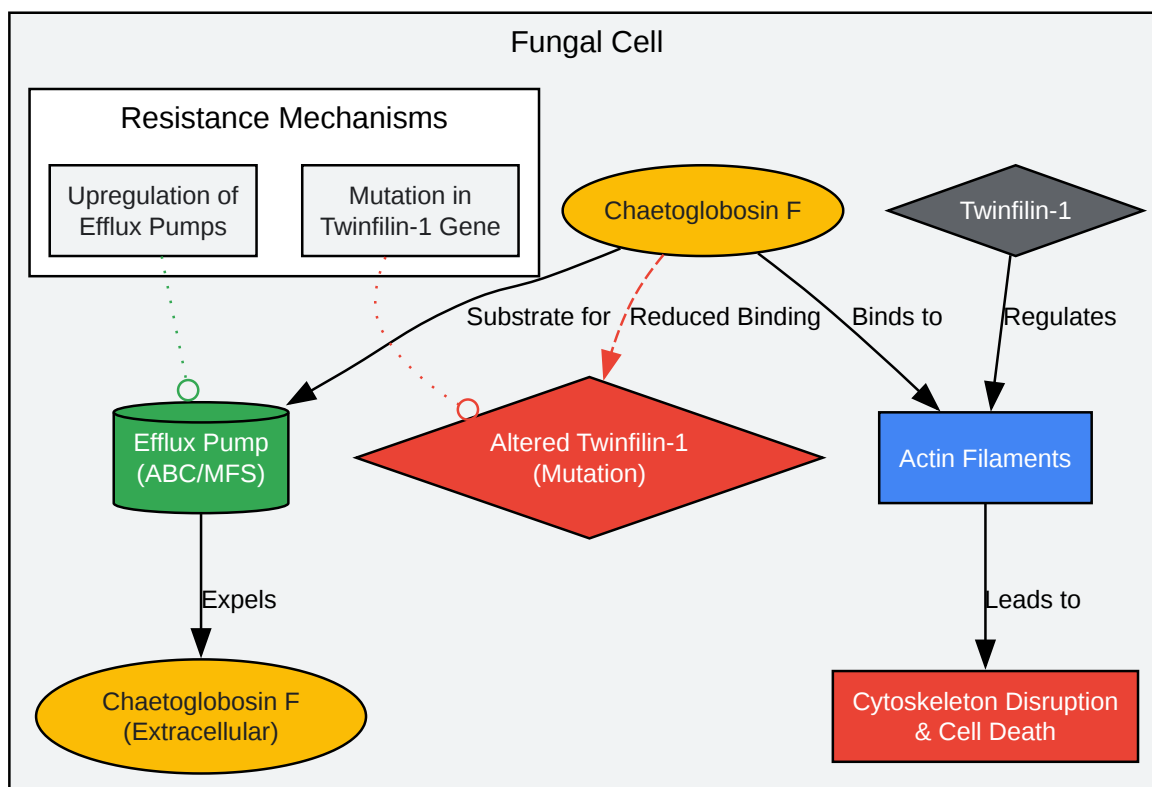 Fungal Cell
Resistance Mechanisms
Upregulation of
Efflux Pumps
Mutation in
Twinfilin-1 Gene
Chaetoglobosin F
Twinfilin-1
Substrate for
Reduced Binding
Binds to
Regulates
Efflux Pump
(ABC/MFS)
Altered Twinfilin-1
(Mutation)
Actin Filaments
Expels
Leads to
Chaetoglobosin F
(Extracellular)
Cytoskeleton Disruption
& Cell Death